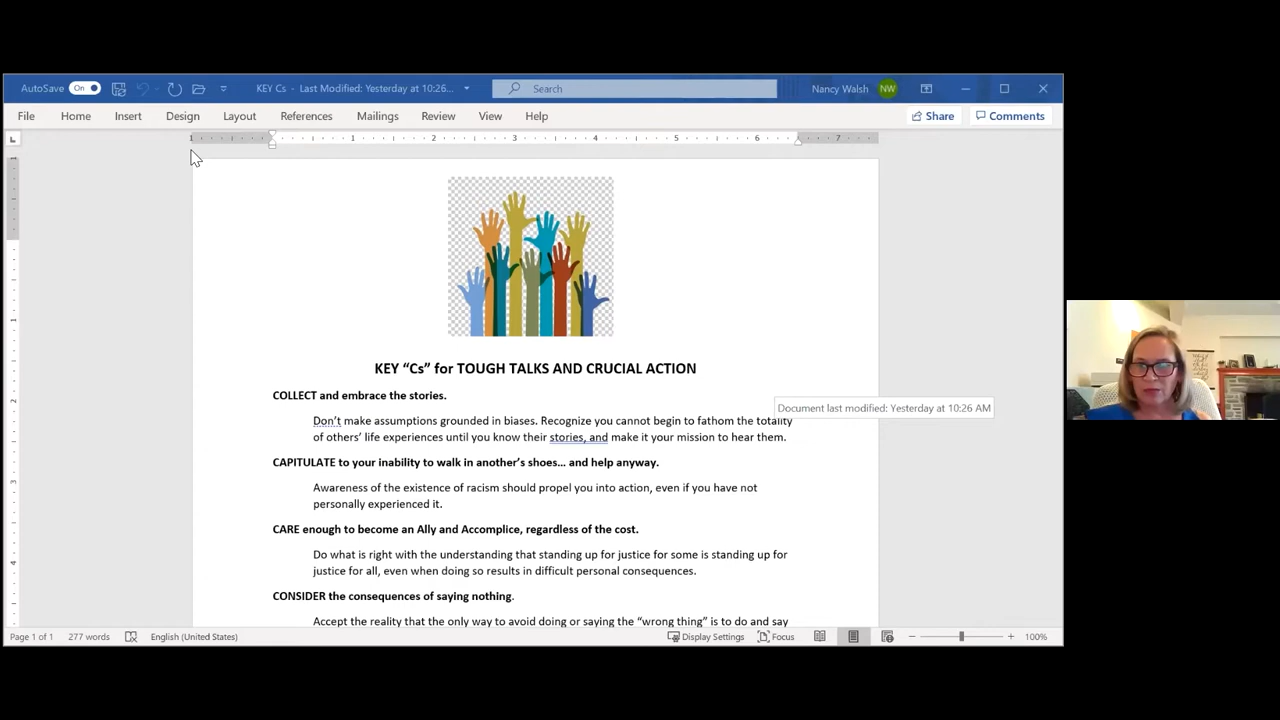 AutoSave On KEY Cs - Last Modified: Yesterday at 10:26... Search Nancy Walsh NW
File Home Insert Design Layout References Mailings Review View Help Share Comments
1 1 2 3 4 5 6 7
KEY “Cs” for TOUGH TALKS AND CRUCIAL ACTION
COLLECT and embrace the stories.
Document last modified: Yesterday at 10:26 AM
Don’t make assumptions grounded in biases. Recognize you cannot begin to fathom the totality
of others’ life experiences until you know their stories, and make it your mission to hear them.
CAPITULATE to your inability to walk in another’s shoes… and help anyway.
Awareness of the existence of racism should propel you into action, even if you have not
personally experienced it.
CARE enough to become an Ally and Accomplice, regardless of the cost.
Do what is right with the understanding that standing up for justice for some is standing up for
justice for all, even when doing so results in difficult personal consequences.
CONSIDER the consequences of saying nothing.
Accept the reality that the only way to avoid doing or saying the “wrong thing” is to do and say
Page 1 of 1 277 words English (United States) Display Settings Focus 100%